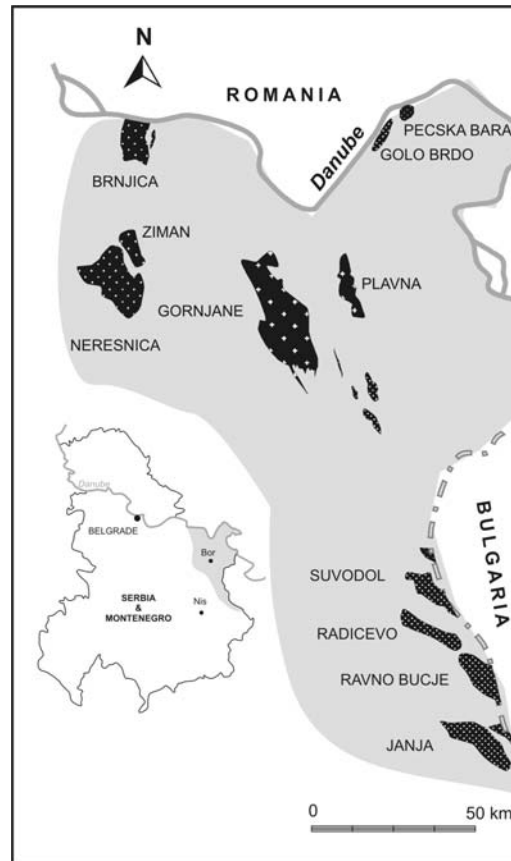 N
ROMANIA
Danube
PECSKA BARA
GOLO BRDO
BRNJICA
ZIMAN
PLAVNA
GORNJANE
NERESNICA
Danube
BELGRADE
Bor
SERBIA
&
MONTENEGRO
Nis
BULGARIA
SUVODOL
RADICEVO
RAVNO BUCJE
JANJA
0 50 km